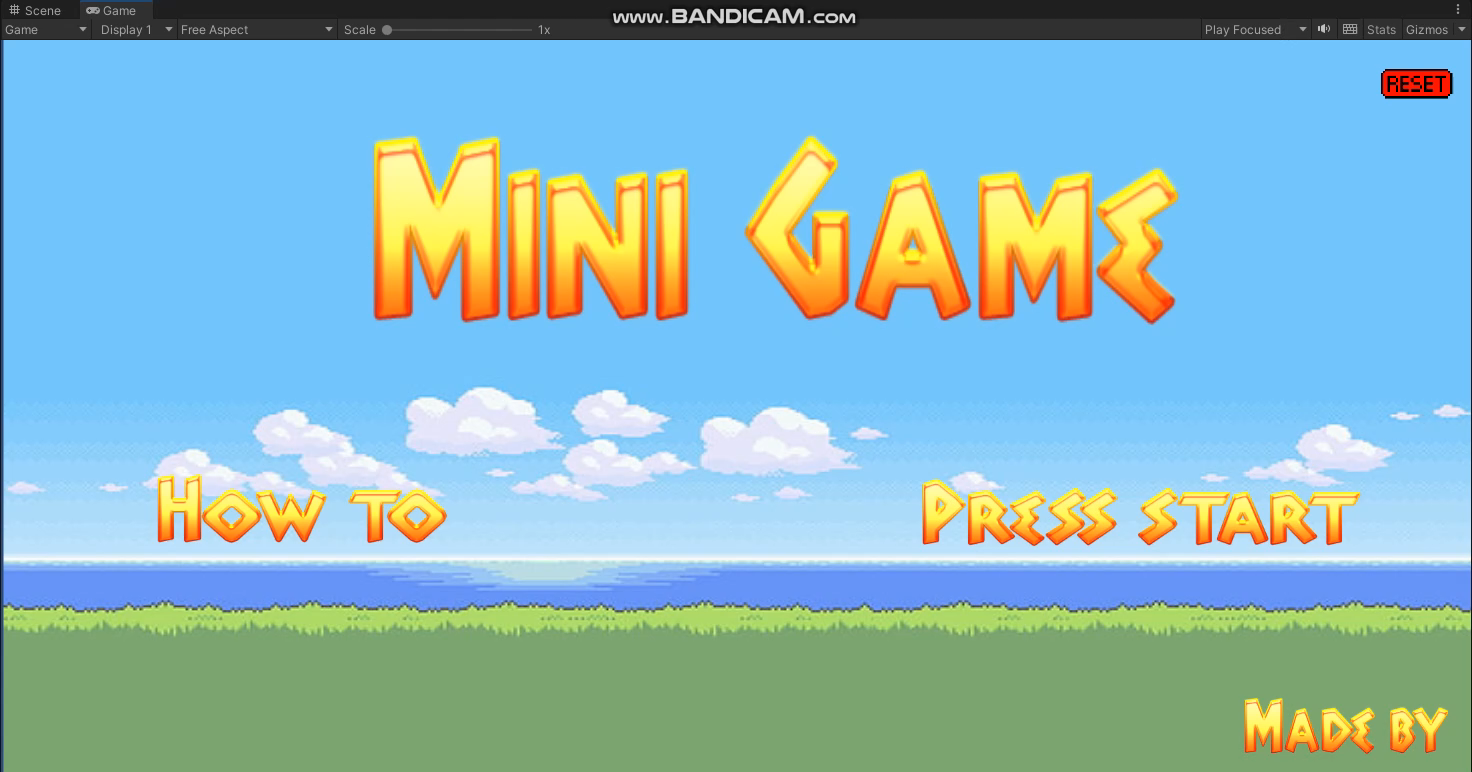 Scene Game www.BANDICAM.com
Game Display 1 Free Aspect Scale 1x Play Focused Stats Gizmos
RESET
MINI GAME
HOW TO PRESS START
MADE BY